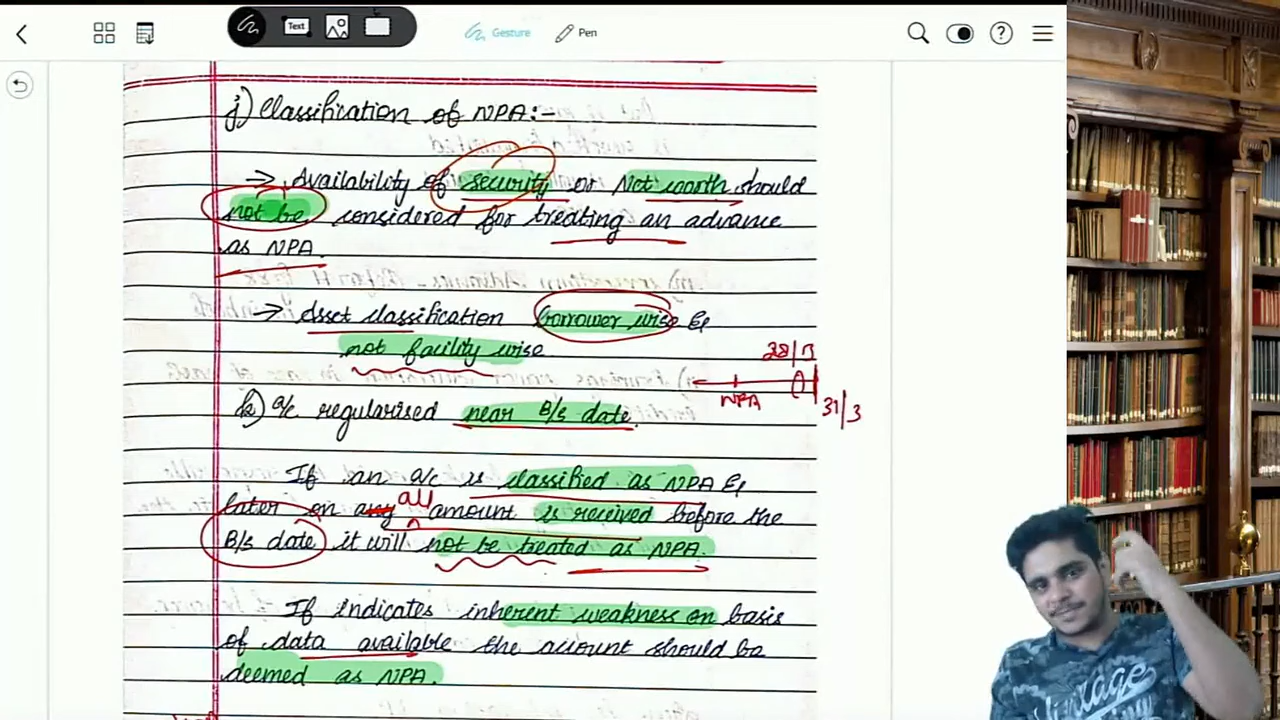 Text
Gesture
Pen
j) Classification of NPA:-
→ Availability of security or Net worth should
not be considered for treating an advance
as NPA.
→ Asset classification borrower wise &
not facility wise
28/3
NPA
31/3
k) a/c regularised near B/s date.
If an a/c is classified as NPA &
all
later on any amount is received before the
B/s date it will not be treated as NPA.
If indicates inherent weakness on basis
of data available the account should be
deemed as NPA.